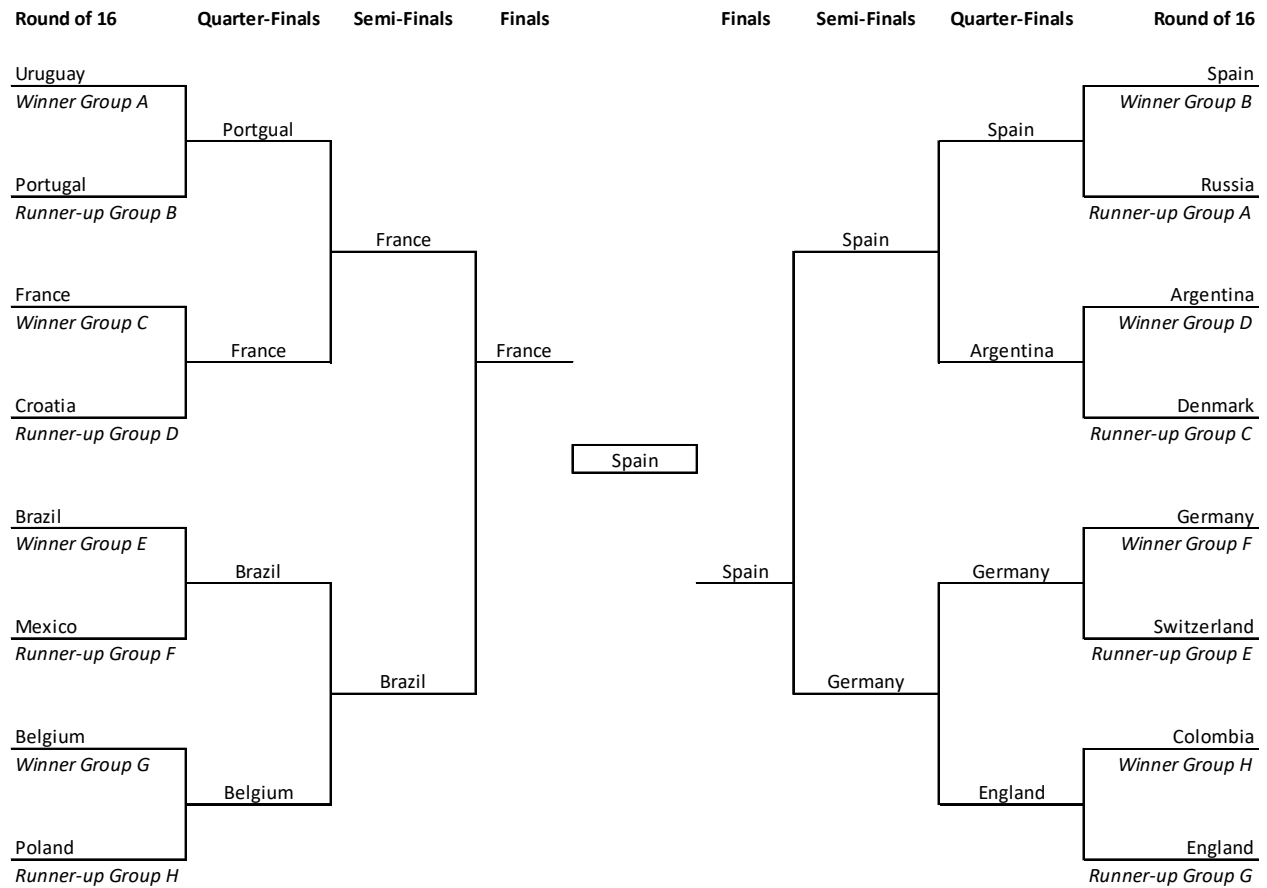 Round of 16 Quarter-Finals Semi-Finals Finals Finals Semi-Finals Quarter-Finals Round of 16
Uruguay
Winner Group A
Portgual
Portugal
Runner-up Group B
France
France
Winner Group C
France
Croatia
Runner-up Group D
France
Brazil
Winner Group E
Brazil
Mexico
Runner-up Group F
Brazil
Belgium
Winner Group G
Belgium
Poland
Runner-up Group H
Spain
Spain
Winner Group B
Spain
Russia
Runner-up Group A
Spain
Argentina
Winner Group D
Argentina
Denmark
Runner-up Group C
Spain
Germany
Winner Group F
Germany
Switzerland
Runner-up Group E
Germany
Colombia
Winner Group H
England
England
Runner-up Group G